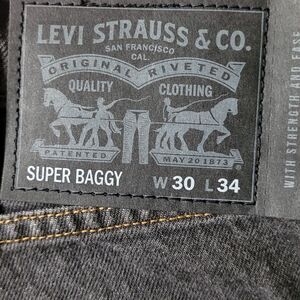 LEVI STRAUSS & CO.
SAN FRANCISCO
CAL.
ORIGINAL RIVETED
QUALITY CLOTHING
PATENTED MAY 20 1873
SUPER BAGGY W 30 L 34
WITH STRENGTH AND EASE